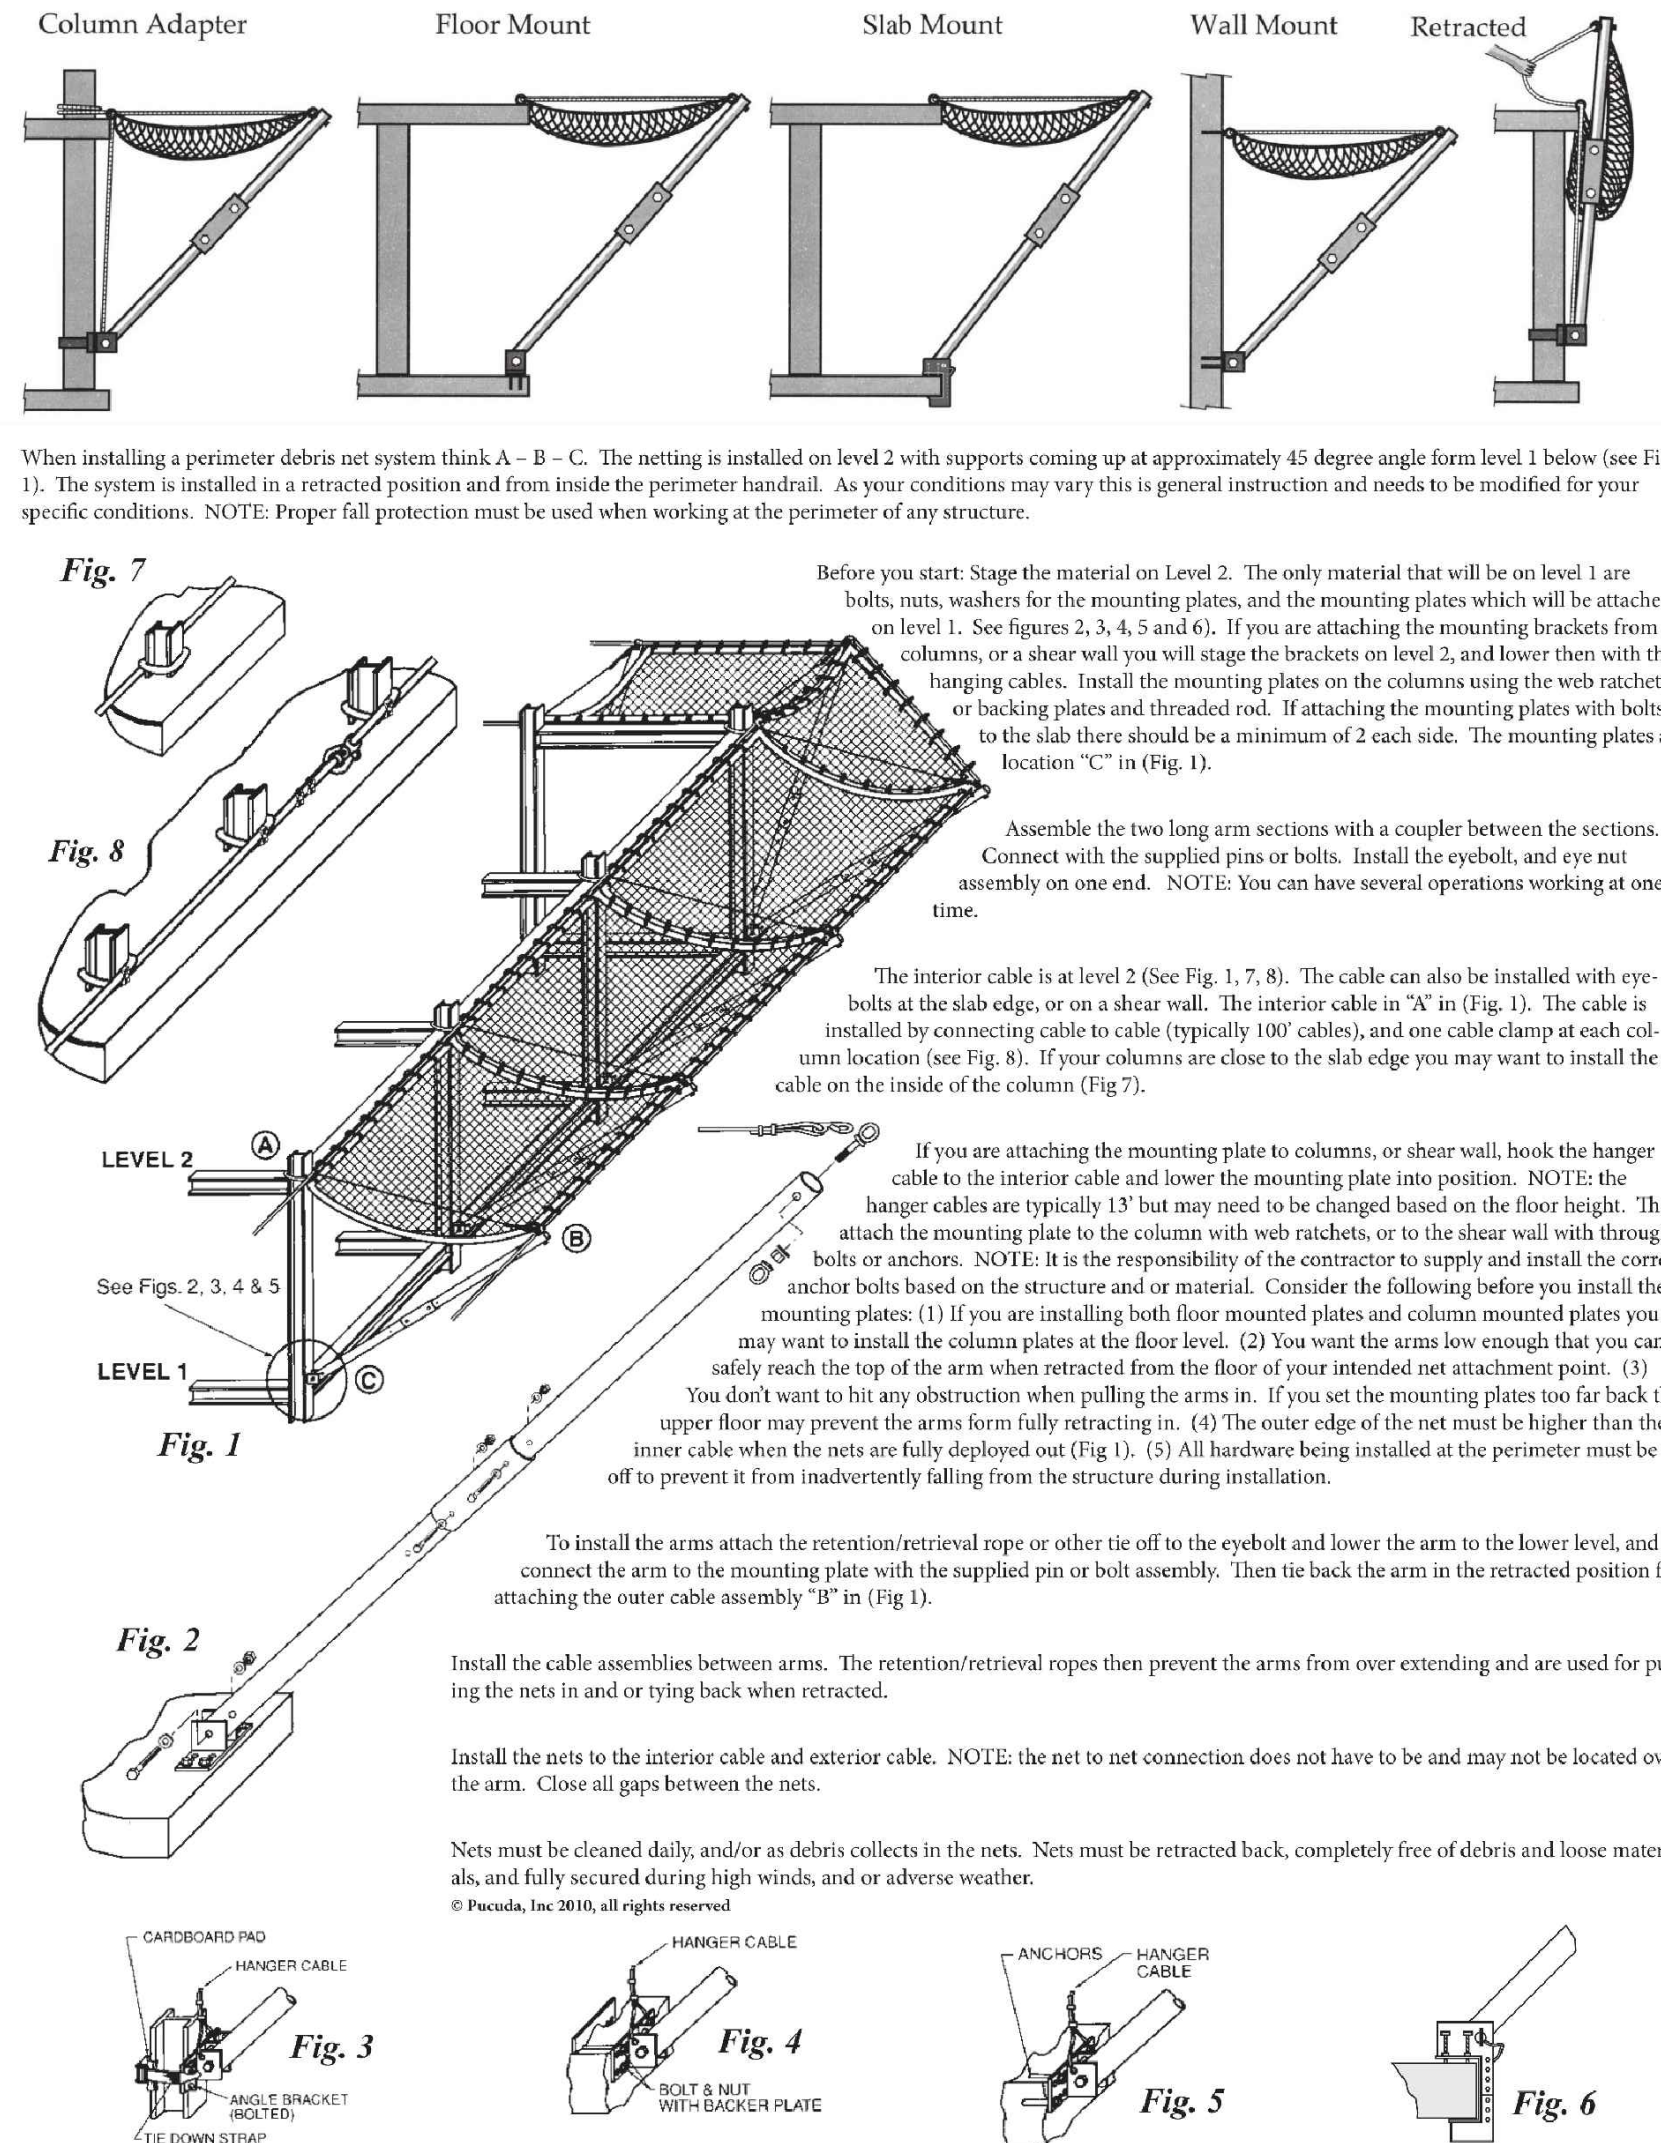 Column Adapter
Floor Mount
Slab Mount
Wall Mount
Retracted
When installing a perimeter debris net system think A – B – C. The netting is installed on level 2 with supports coming up at approximately 45 degree angle form level 1 below (see
1). The system is installed in a retracted position and from inside the perimeter handrail. As your conditions may vary this is general instruction and needs to be modified for your
specific conditions. NOTE: Proper fall protection must be used when working at the perimeter of any structure.
Fig. 7
Before you start: Stage the material on Level 2. The only material that will be on level 1 are
bolts, nuts, washers for the mounting plates, and the mounting plates which will be attache
on level 1. See figures 2, 3, 4, 5 and 6). If you are attaching the mounting brackets from
columns, or a shear wall you will stage the brackets on level 2, and lower then with th
hanging cables. Install the mounting plates on the columns using the web ratchet
or backing plates and threaded rod. If attaching the mounting plates with bolts
to the slab there should be a minimum of 2 each side. The mounting plates
location “C” in (Fig. 1).
Fig. 8
Assemble the two long arm sections with a coupler between the sections.
Connect with the supplied pins or bolts. Install the eyebolt, and eye nut
assembly on one end. NOTE: You can have several operations working at one
time.
The interior cable is at level 2 (See Fig. 1, 7, 8). The cable can also be installed with eye-
bolts at the slab edge, or on a shear wall. The interior cable in “A” in (Fig. 1). The cable is
installed by connecting cable to cable (typically 100’ cables), and one cable clamp at each col-
umn location (see Fig. 8). If your columns are close to the slab edge you may want to install the
cable on the inside of the column (Fig 7).
LEVEL 2
A
B
See Figs. 2, 3, 4 & 5
LEVEL 1
C
Fig. 1
If you are attaching the mounting plate to columns, or shear wall, hook the hanger
cable to the interior cable and lower the mounting plate into position. NOTE: the
hanger cables are typically 13’ but may need to be changed based on the floor height. Th
attach the mounting plate to the column with web ratchets, or to the shear wall with throug
bolts or anchors. NOTE: It is the responsibility of the contractor to supply and install the corr
anchor bolts based on the structure and or material. Consider the following before you install the
mounting plates: (1) If you are installing both floor mounted plates and column mounted plates you
may want to install the column plates at the floor level. (2) You want the arms low enough that you can
safely reach the top of the arm when retracted from the floor of your intended net attachment point. (3)
You don’t want to hit any obstruction when pulling the arms in. If you set the mounting plates too far back t
upper floor may prevent the arms form fully retracting in. (4) The outer edge of the net must be higher than the
inner cable when the nets are fully deployed out (Fig 1). (5) All hardware being installed at the perimeter must be
off to prevent it from inadvertently falling from the structure during installation.
To install the arms attach the retention/retrieval rope or other tie off to the eyebolt and lower the arm to the lower level, and
connect the arm to the mounting plate with the supplied pin or bolt assembly. Then tie back the arm in the retracted position f
attaching the outer cable assembly “B” in (Fig 1).
Fig. 2
Install the cable assemblies between arms. The retention/retrieval ropes then prevent the arms from over extending and are used for pu
ing the nets in and or tying back when retracted.
Install the nets to the interior cable and exterior cable. NOTE: the net to net connection does not have to be and may not be located ov
the arm. Close all gaps between the nets.
Nets must be cleaned daily, and/or as debris collects in the nets. Nets must be retracted back, completely free of debris and loose mater
als, and fully secured during high winds, and or adverse weather.
© Pucuda, Inc 2010, all rights reserved
CARDBOARD PAD
HANGER CABLE
Fig. 3
ANGLE BRACKET
(BOLTED)
TIE DOWN STRAP
HANGER CABLE
Fig. 4
BOLT & NUT
WITH BACKER PLATE
ANCHORS
HANGER
CABLE
Fig. 5
Fig. 6